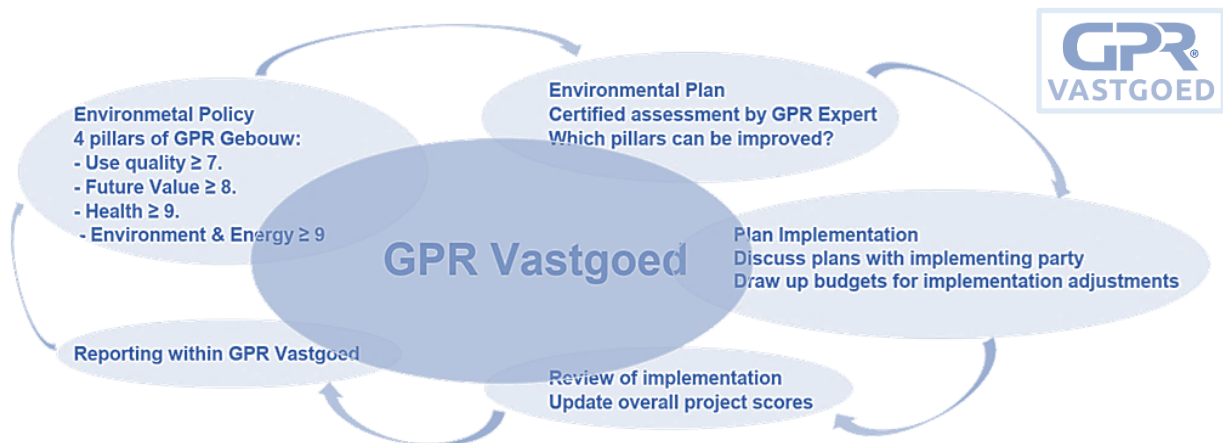 GPR®
VASTGOED
Environmetal Policy
4 pillars of GPR Gebouw:
- Use quality ≥ 7.
- Future Value ≥ 8.
- Health ≥ 9.
- Environment & Energy ≥ 9
Environmental Plan
Certified assessment by GPR Expert
Which pillars can be improved?
GPR Vastgoed
Plan Implementation
Discuss plans with implementing party
Draw up budgets for implementation adjustments
Review of implementation
Update overall project scores
Reporting within GPR Vastgoed